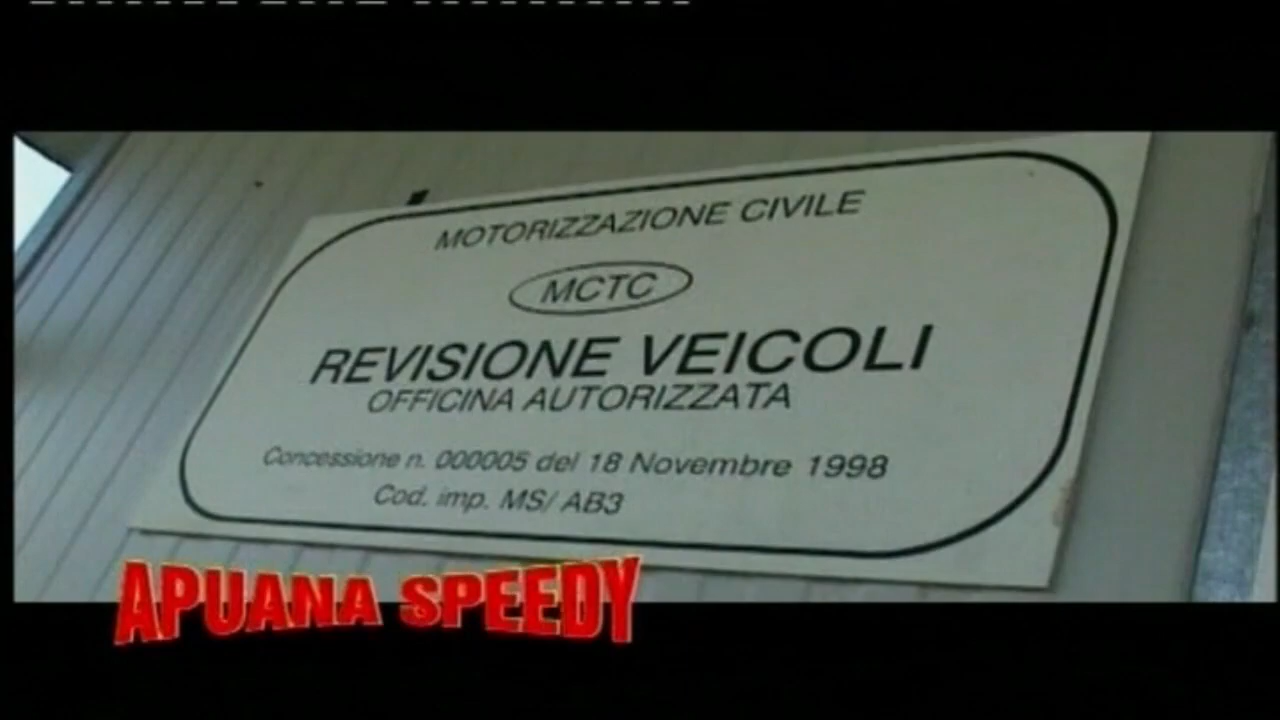 MOTORIZZAZIONE CIVILE
MCTC
REVISIONE VEICOLI
OFFICINA AUTORIZZATA
Concessione n. 000005 del 18 Novembre 1998
Cod. imp. MS/ AB3
APUANA SPEEDY